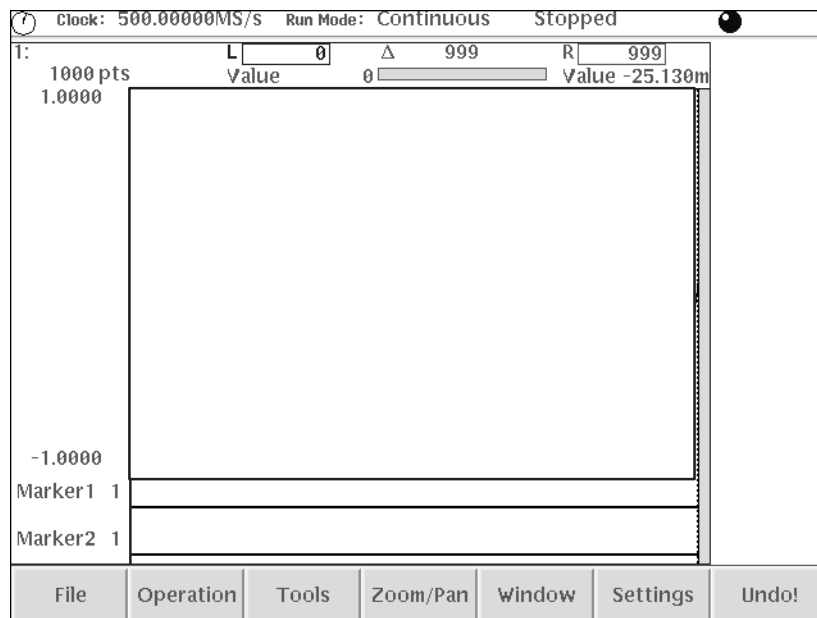 Clock: 500.00000MS/s Run Mode: Continuous Stopped
1: L 0 Δ 999 R 999
1000 pts Value 0 Value -25.130m
1.0000
-1.0000
Marker1 1
Marker2 1
File Operation Tools Zoom/Pan Window Settings Undo!